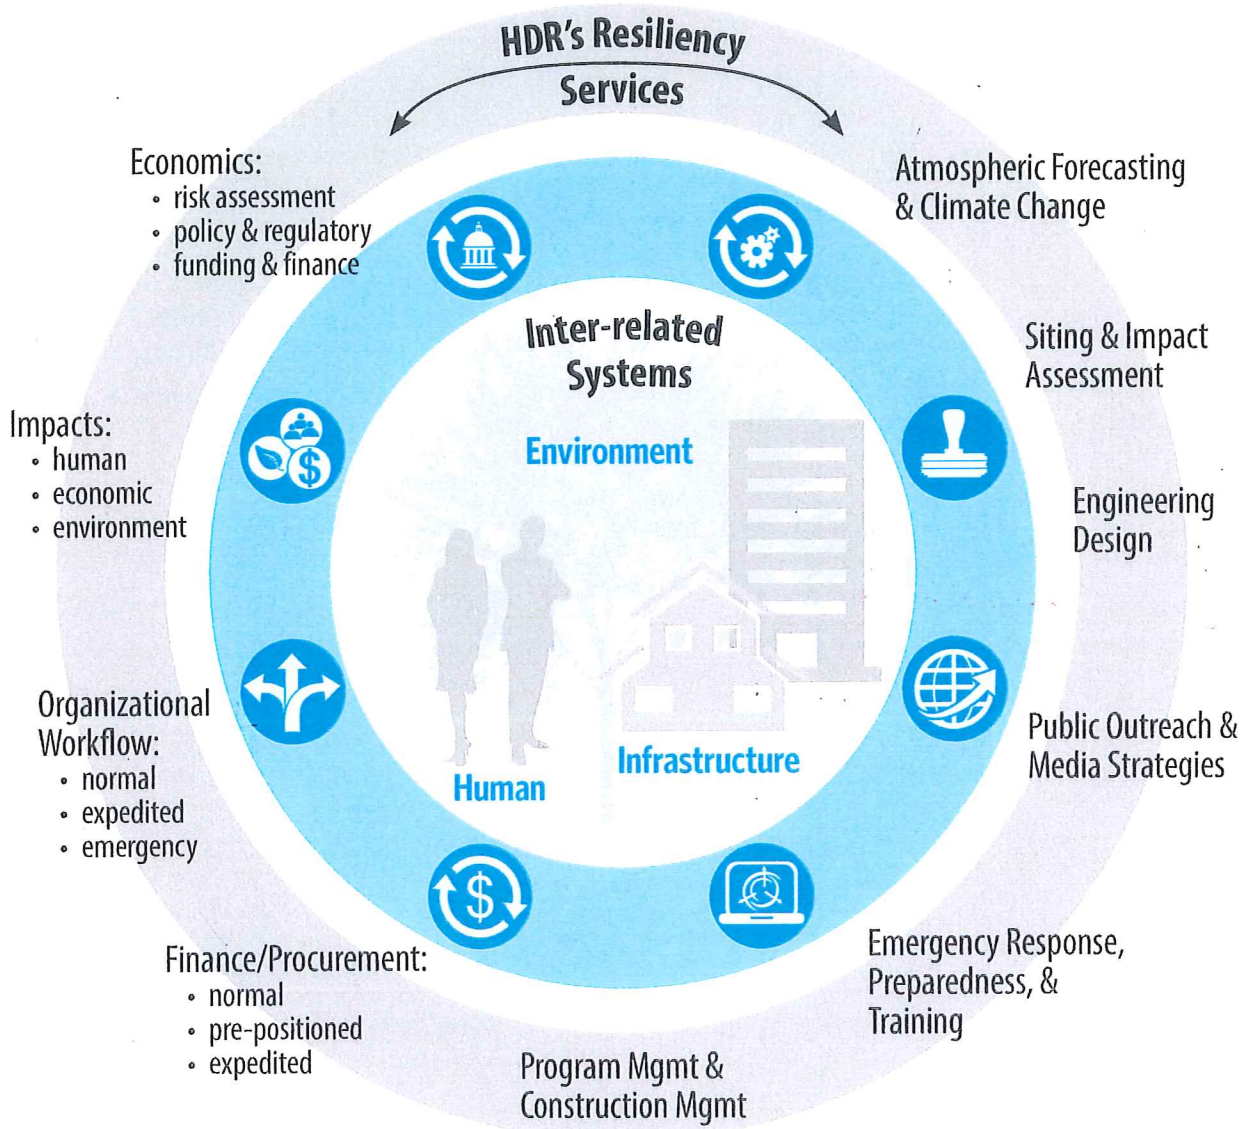 HDR's Resiliency
Services
Economics:
• risk assessment
• policy & regulatory
• funding & finance
Atmospheric Forecasting
& Climate Change
Inter-related
Systems
Environment
Human
Infrastructure
Siting & Impact
Assessment
Impacts:
• human
• economic
• environment
Engineering
Design
Organizational
Workflow:
• normal
• expedited
• emergency
Public Outreach &
Media Strategies
$
$
Finance/Procurement:
• normal
• pre-positioned
• expedited
Emergency Response,
Preparedness, &
Training
Program Mgmt &
Construction Mgmt